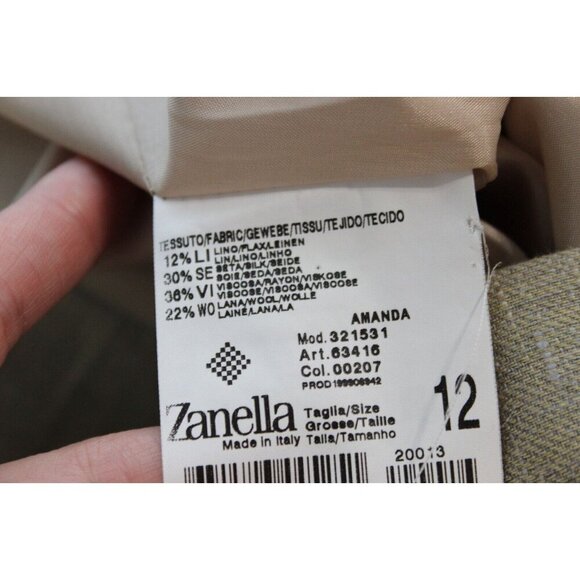 TESSUTO/FABRIC/GEWEBE/TISSU/TEJIDO/TECIDO
12% LI LINO/FLAX/LEINEN
LIN/LINO/LINHO
30% SE SETA/SILK/SEIDE
SOIE/SEDA/SEDA
36% VI VISCOSA/RAYON/VISKOSE
VISCOSE/VISCOSA/VISCOSE
22% WO LANA/WOOL/WOLLE
LAINE/LANA/LA
AMANDA
Mod. 321531
Art. 63416
Col. 00207
Zanella
Made in Italy
Taglia/Size
Grosse/Taille
Talla/Tamanho
12
20013